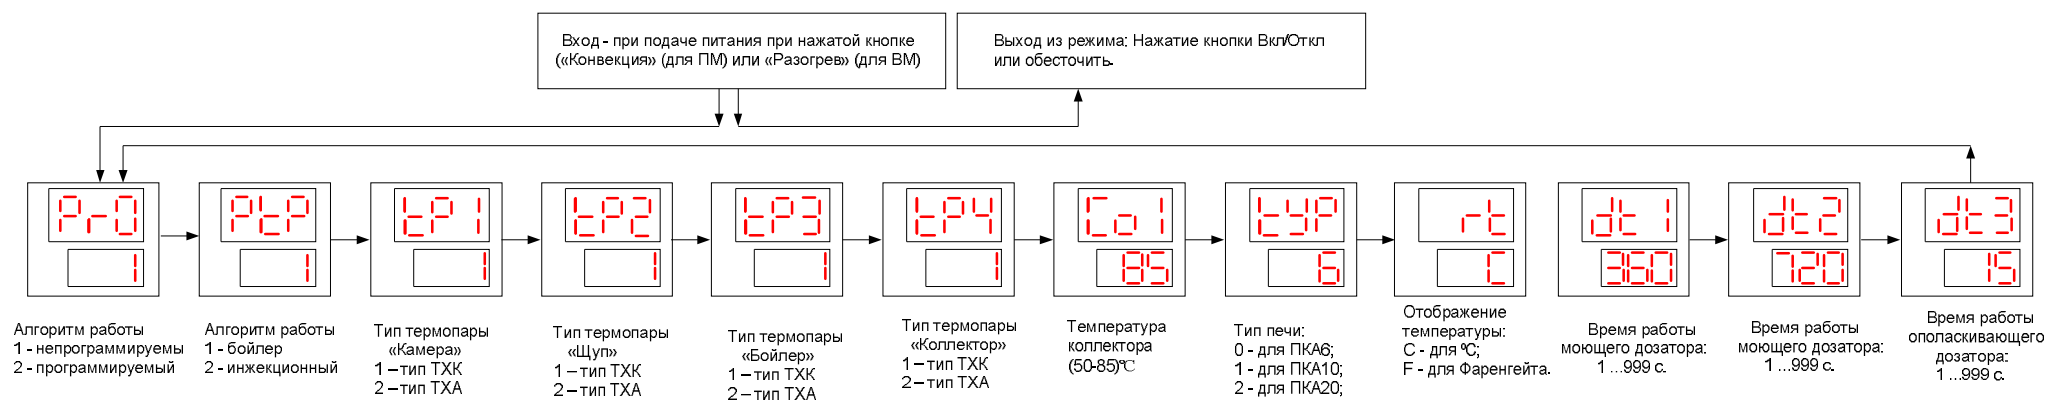 Вход - при подаче питания при нажатой кнопке
(«Конвекция» (для ПМ) или «Разогрев» (для ВМ)
Выход из режима: Нажатие кнопки Вкл/Откл
или обесточить.
Pr0
1
Алгоритм работы
1 - непрограммируемы
2 - программируемый
PtP
1
Алгоритм работы
1 - бойлер
2 - инжекционный
tP1
1
Тип термопары
«Камера»
1 – тип ТХК
2 – тип ТХА
tP2
1
Тип термопары
«Щуп»
1 – тип ТХК
2 – тип ТХА
tP3
1
Тип термопары
«Бойлер»
1 – тип ТХК
2 – тип ТХА
tP4
1
Тип термопары
«Коллектор»
1 – тип ТХК
2 – тип ТХА
Co1
85
Температура
коллектора
(50-85)℃
tYP
6
Тип печи:
0 - для ПКА6;
1 - для ПКА10;
2 - для ПКА20;
rt
C
Отображение
температуры:
С - для ºС;
F - для Фаренгейта.
dt1
360
Время работы
моющего дозатора:
1 ...999 с.
dt2
720
Время работы
моющего дозатора:
1 ...999 с.
dt3
15
Время работы
ополаскивающего
дозатора:
1 ...999 с.